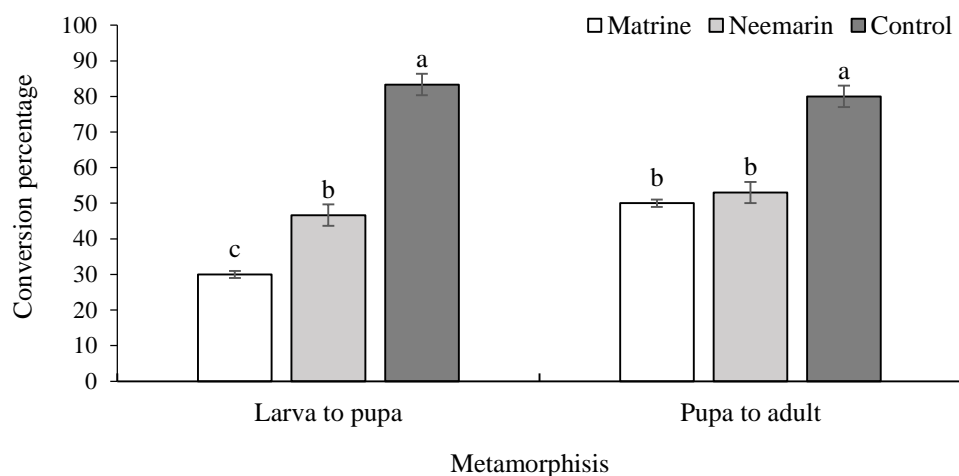 Matrine Neemarin Control
Conversion percentage
100
90
80
70
60
50
40
30
20
10
0
c
b
a
b
b
a
Larva to pupa
Pupa to adult
Metamorphisis